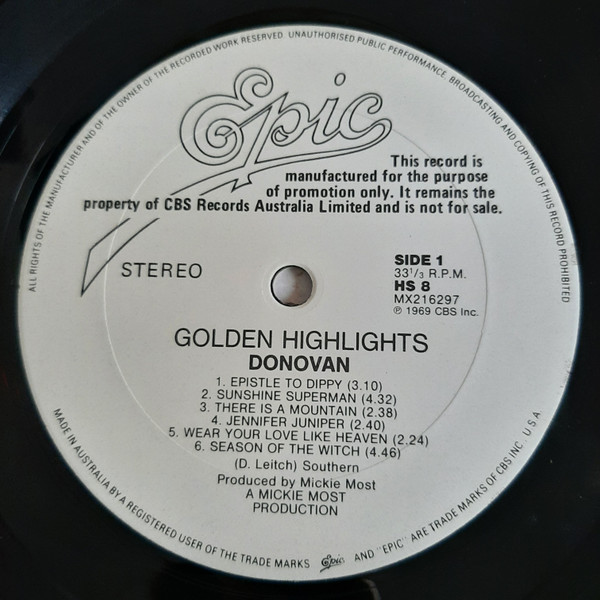 ALL RIGHTS OF THE MANUFACTURER AND OF THE OWNER OF THE RECORDED WORK RESERVED. UNAUTHORISED PUBLIC PERFORMANCE, BROADCASTING AND COPYING OF THIS RECORD PROHIBITED
Epic
This record is
manufactured for the purpose
of promotion only. It remains the
property of CBS Records Australia Limited and is not for sale.
STEREO
SIDE 1
33 1/3 R.P.M.
HS 8
MX216297
℗ 1969 CBS Inc.
GOLDEN HIGHLIGHTS
DONOVAN
1. EPISTLE TO DIPPY (3.10)
2. SUNSHINE SUPERMAN (4.32)
3. THERE IS A MOUNTAIN (2.38)
4. JENNIFER JUNIPER (2.40)
5. WEAR YOUR LOVE LIKE HEAVEN (2.24)
6. SEASON OF THE WITCH (4.46)
(D. Leitch) Southern
Produced by Mickie Most
A MICKIE MOST
PRODUCTION
MADE IN AUSTRALIA BY A REGISTERED USER OF THE TRADE MARKS Epic AND "EPIC" ARE TRADE MARKS OF CBS INC. U.S.A.